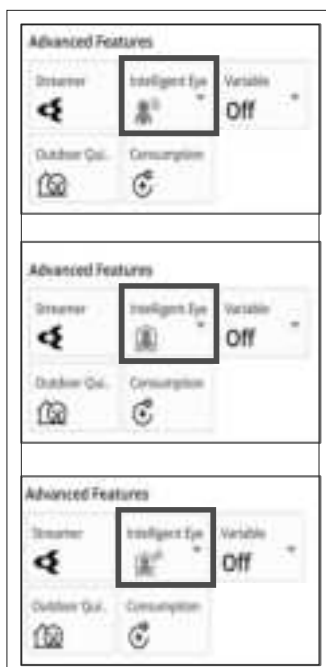 Advanced Features
Streamer Intelligent Eye Variable
Off
Outdoor Qui.. Consumption
Advanced Features
Streamer Intelligent Eye Variable
Off
Outdoor Qui.. Consumption
Advanced Features
Streamer Intelligent Eye Variable
Off
Outdoor Qui.. Consumption